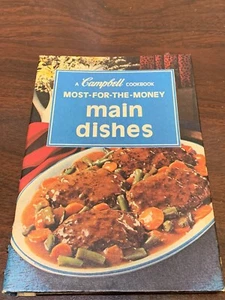 A Campbell COOKBOOK
MOST-FOR-THE-MONEY
main
dishes